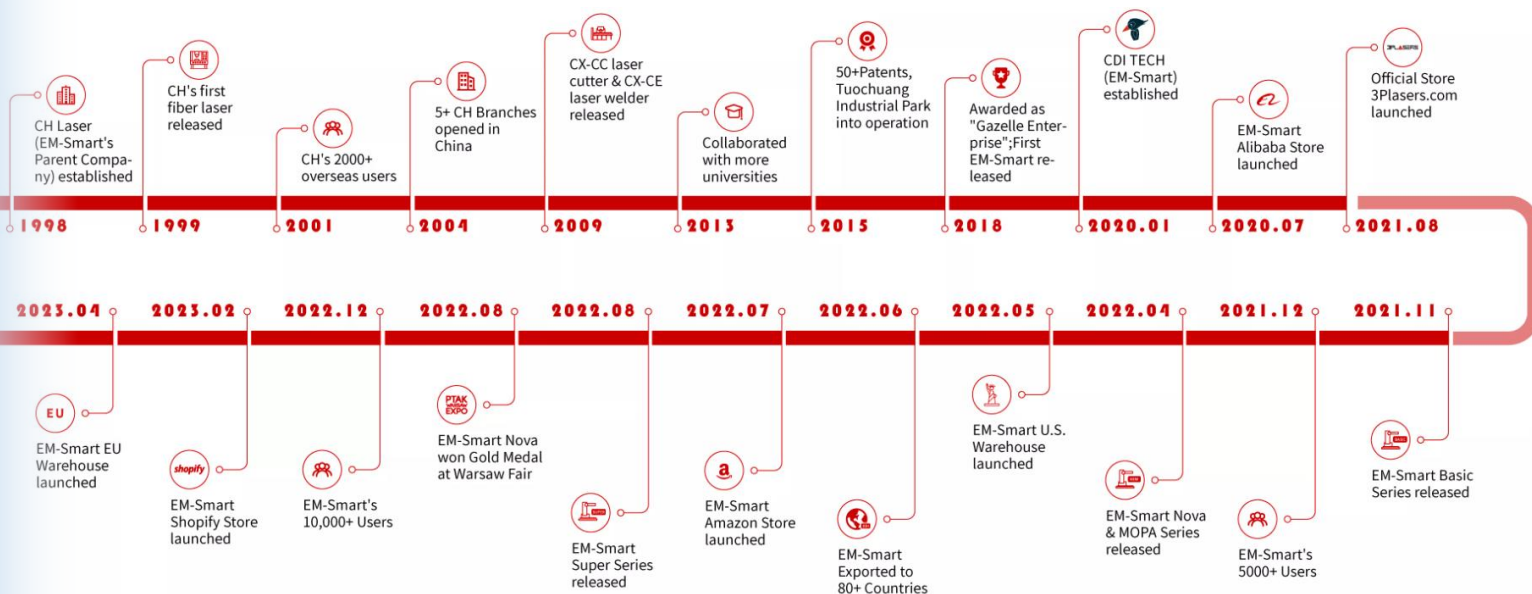 CH Laser
(EM-Smart's
Parent Compa-
ny) established
1998
CH's first
fiber laser
released
1999
CH's 2000+
overseas users
2001
5+ CH Branches
opened in
China
2004
CX-CC laser
cutter & CX-CE
laser welder
released
2009
Collaborated
with more
universities
2013
50+Patents,
Tuochuang
Industrial Park
into operation
2015
Awarded as
"Gazelle Enter-
prise";First
EM-Smart re-
leased
2018
CDI TECH
(EM-Smart)
established
2020.01
EM-Smart
Alibaba Store
launched
2020.07
3PLASERS
Official Store
3Plasers.com
launched
2021.08
2021.11
BASIC
EM-Smart Basic
Series released
2021.12
EM-Smart's
5000+ Users
2022.04
EM-Smart Nova
& MOPA Series
released
2022.05
EM-Smart U.S.
Warehouse
launched
2022.06
EM-Smart
Exported to
80+ Countries
2022.07
a
EM-Smart
Amazon Store
launched
2022.08
SUPER
EM-Smart
Super Series
released
2022.08
PTAK
WARSAW
EXPO
EM-Smart Nova
won Gold Medal
at Warsaw Fair
2022.12
EM-Smart's
10,000+ Users
2023.02
shopify
EM-Smart
Shopify Store
launched
2023.04
EU
EM-Smart EU
Warehouse
launched